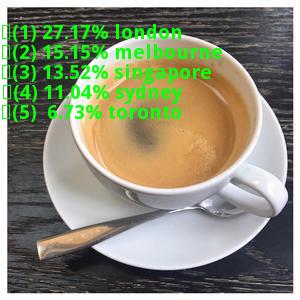 (1) 27.17% london
(2) 15.15% melbourne
(3) 13.52% singapore
(4) 11.04% sydney
(5) 6.73% toronto